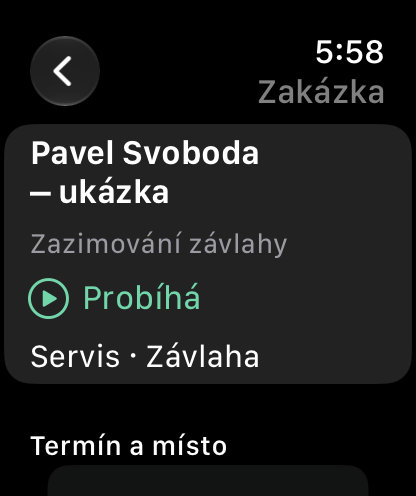 5:58
Zakázka
Pavel Svoboda
– ukázka
Zazimování závlahy
Probíhá
Servis · Závlaha
Termín a místo